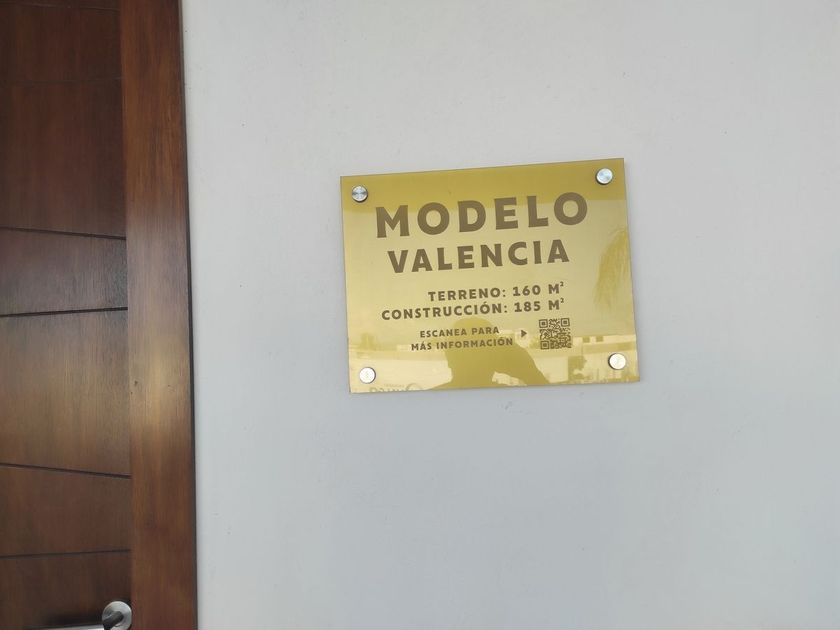 MODELO
VALENCIA
TERRENO: 160 M²
CONSTRUCCIÓN: 185 M²
ESCANEA PARA
MÁS INFORMACIÓN